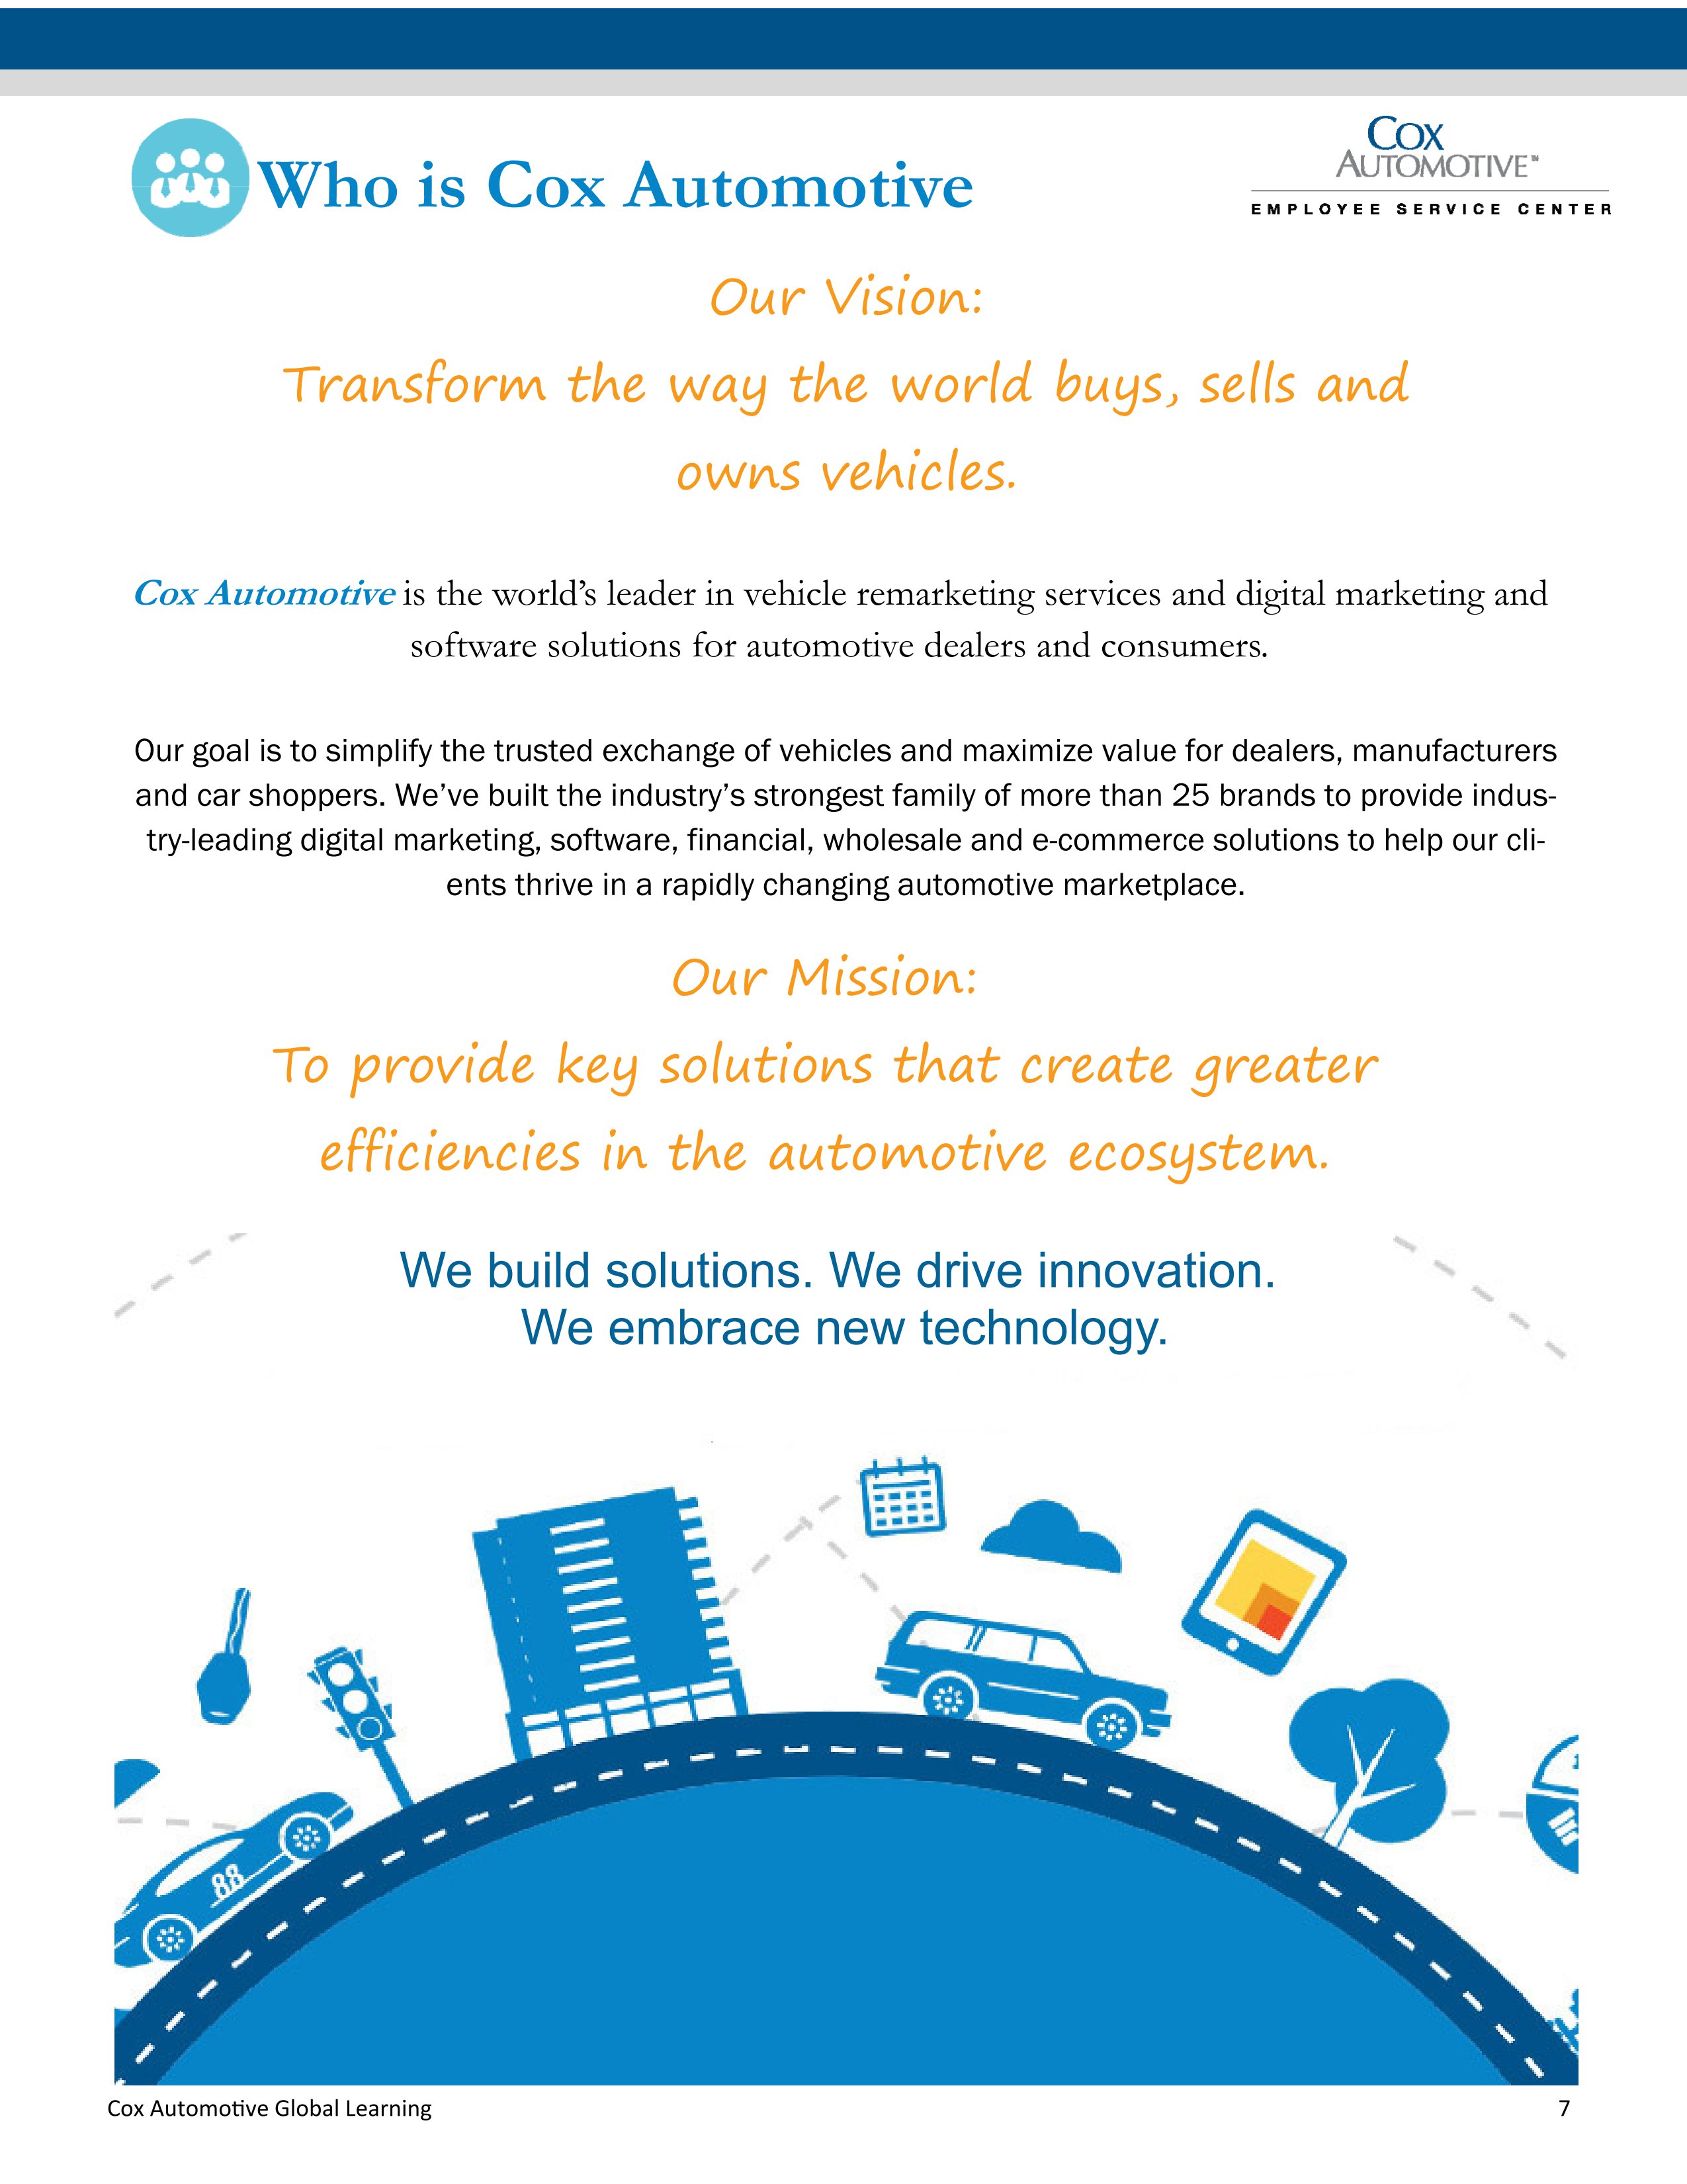 Who is Cox Automotive
COX
AUTOMOTIVE™
EMPLOYEE SERVICE CENTER
Our Vision:
Transform the way the world buys, sells and
owns vehicles.
Cox Automotive is the world’s leader in vehicle remarketing services and digital marketing and
software solutions for automotive dealers and consumers.
Our goal is to simplify the trusted exchange of vehicles and maximize value for dealers, manufacturers
and car shoppers. We’ve built the industry’s strongest family of more than 25 brands to provide indus-
try-leading digital marketing, software, financial, wholesale and e-commerce solutions to help our cli-
ents thrive in a rapidly changing automotive marketplace.
Our Mission:
To provide key solutions that create greater
efficiencies in the automotive ecosystem.
We build solutions. We drive innovation.
We embrace new technology.
88
Cox Automotive Global Learning
7